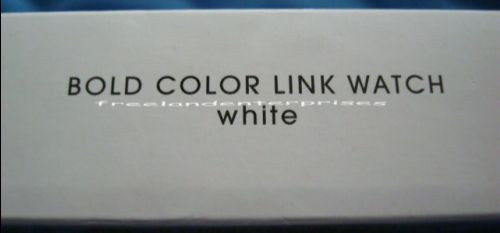 BOLD COLOR LINK WATCH
freelandenterprises
white